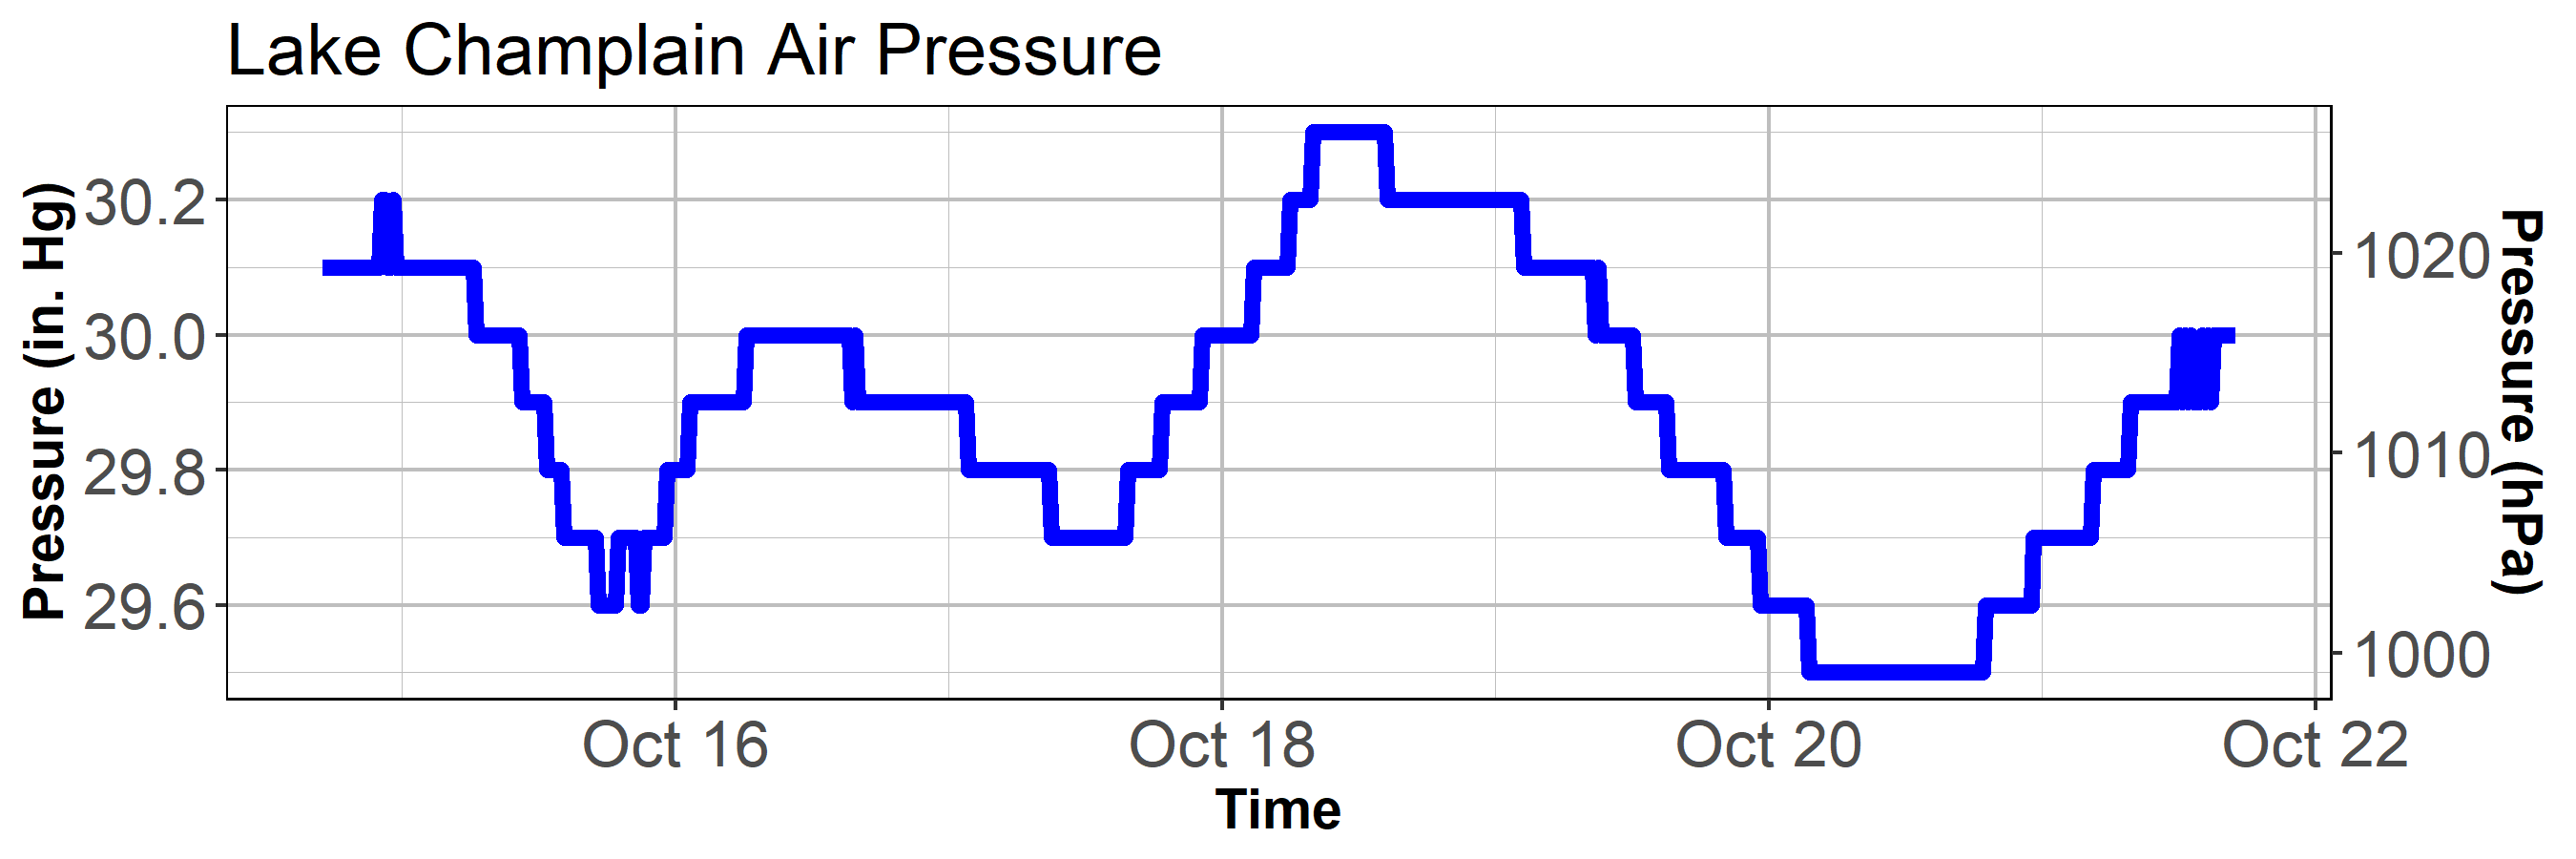 Lake Champlain Air Pressure
Pressure (in. Hg)
30.2
30.0
29.8
29.6
1020
1010
1000
Pressure (hPa)
Oct 16
Oct 18
Oct 20
Oct 22
Time